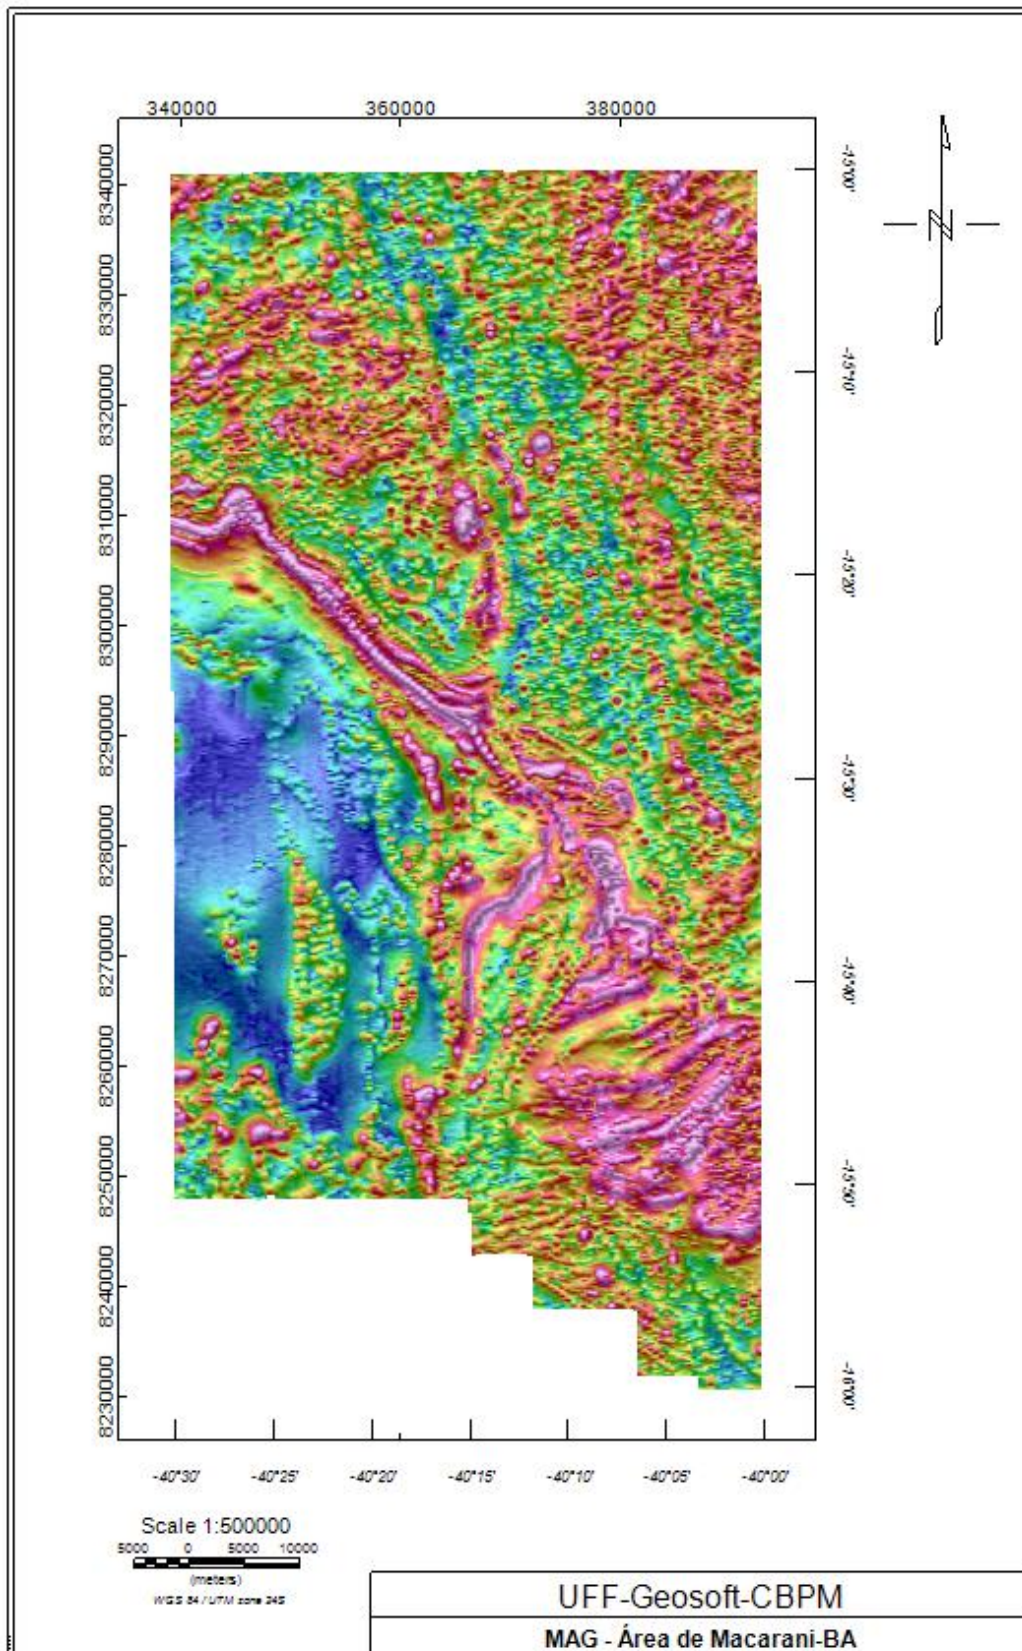 340000 360000 380000
8340000
8330000
8320000
8310000
8300000
8290000
8280000
8270000
8260000
8250000
8240000
8230000
-15°00'
-15°10'
-15°20'
-15°30'
-15°40'
-15°50'
-16°00'
N
-40°30' -40°25' -40°20' -40°15' -40°10' -40°05' -40°00'
Scale 1:500000
5000 0 5000 10000
(meters)
WGS 84 / UTM zone 24S
UFF-Geosoft-CBPM
MAG - Área de Macarani-BA